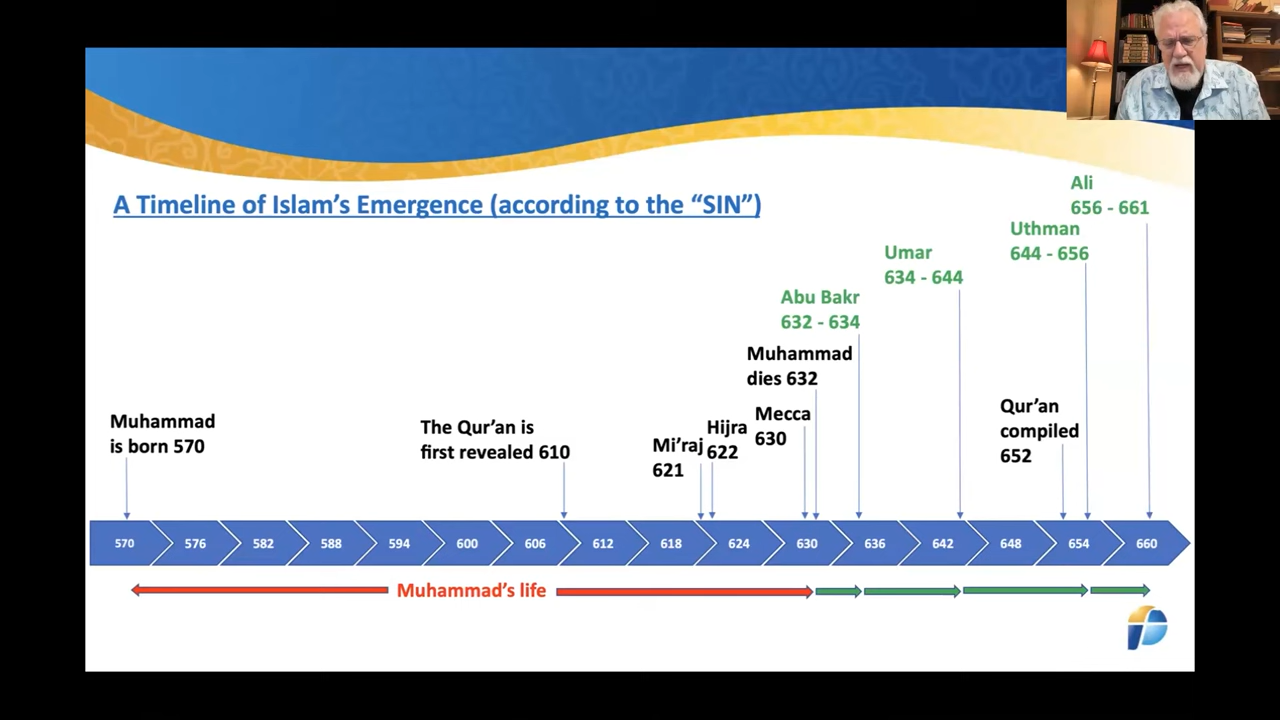 A Timeline of Islam's Emergence (according to the “SIN”)
Ali
656 - 661
Uthman
644 - 656
Umar
634 - 644
Abu Bakr
632 - 634
Muhammad
dies 632
Mecca
630
Hijra
622
Mi'raj
621
The Qur'an is
first revealed 610
Muhammad
is born 570
Qur'an
compiled
652
570 576 582 588 594 600 606 612 618 624 630 636 642 648 654 660
Muhammad's life